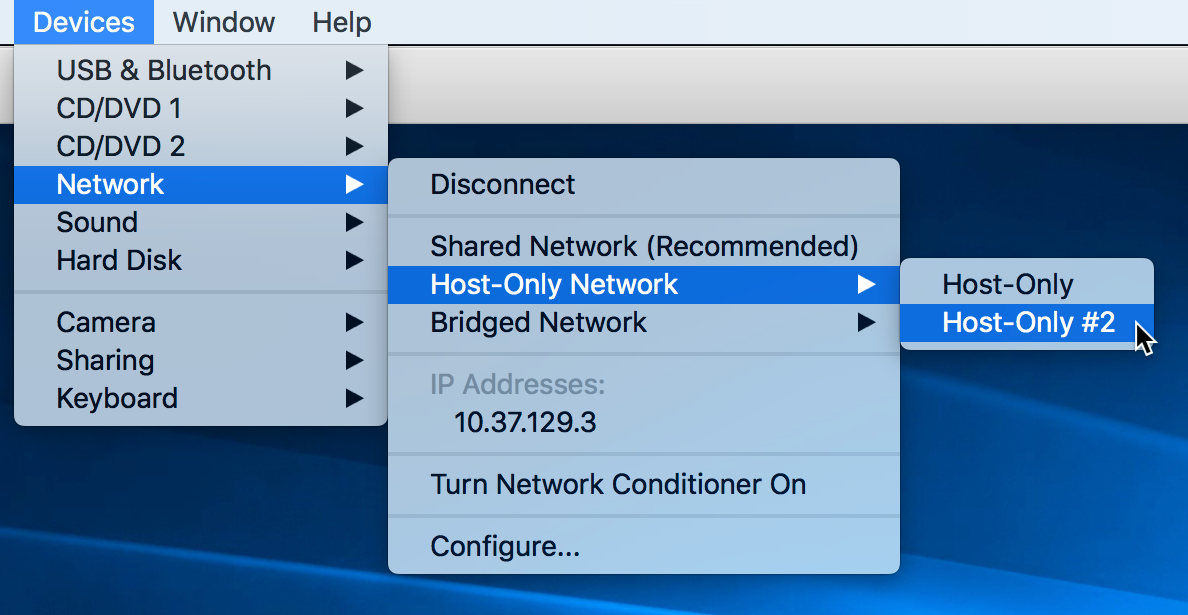 Devices Window Help
USB & Bluetooth
CD/DVD 1
CD/DVD 2
Network
Sound
Hard Disk
Camera
Sharing
Keyboard
Disconnect
Shared Network (Recommended)
Host-Only Network
Bridged Network
IP Addresses:
10.37.129.3
Turn Network Conditioner On
Configure...
Host-Only
Host-Only #2